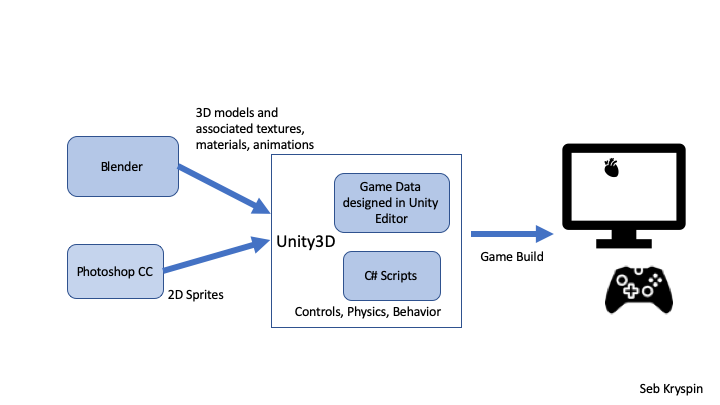 3D models and
associated textures,
materials, animations
Blender
Game Data
designed in Unity
Editor
Unity3D
Photoshop CC
2D Sprites
C# Scripts
Controls, Physics, Behavior
Game Build
Seb Kryspin